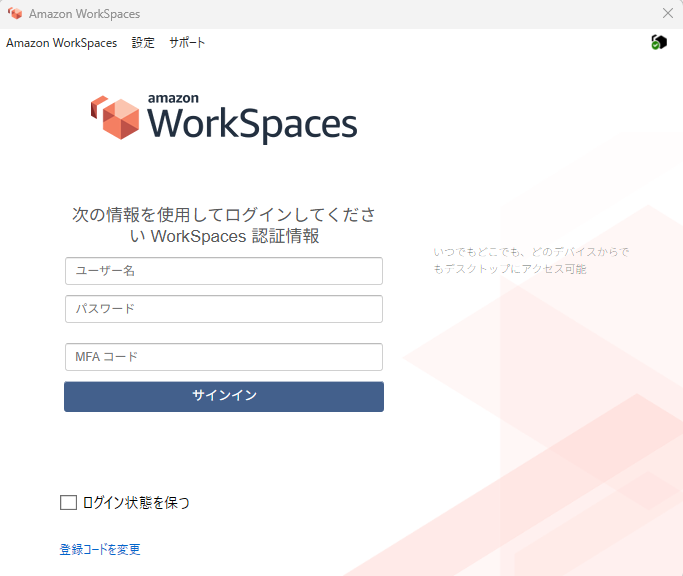 Amazon WorkSpaces
Amazon WorkSpaces 設定 サポート
amazon
WorkSpaces
次の情報を使用してログインしてくださ
い WorkSpaces 認証情報
ユーザー名
パスワード
MFA コード
サインイン
いつでもどこでも、どのデバイスからで
もデスクトップにアクセス可能
ログイン状態を保つ
登録コードを変更